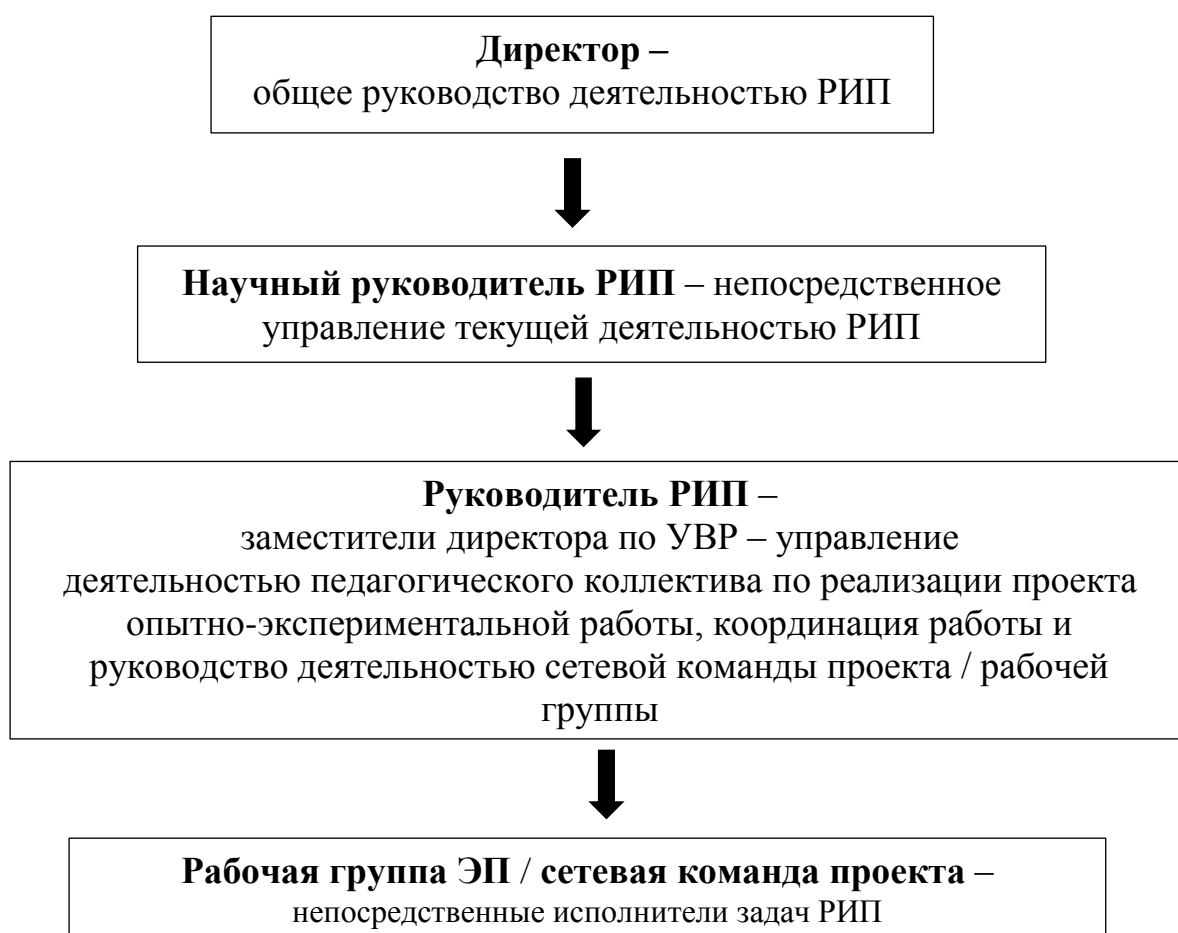 Директор –
общее руководство деятельностью РИП
Научный руководитель РИП – непосредственное
управление текущей деятельностью РИП
Руководитель РИП –
заместители директора по УВР – управление
деятельностью педагогического коллектива по реализации проекта
опытно-экспериментальной работы, координация работы и
руководство деятельностью сетевой команды проекта / рабочей
группы
Рабочая группа ЭП / сетевая команда проекта –
непосредственные исполнители задач РИП